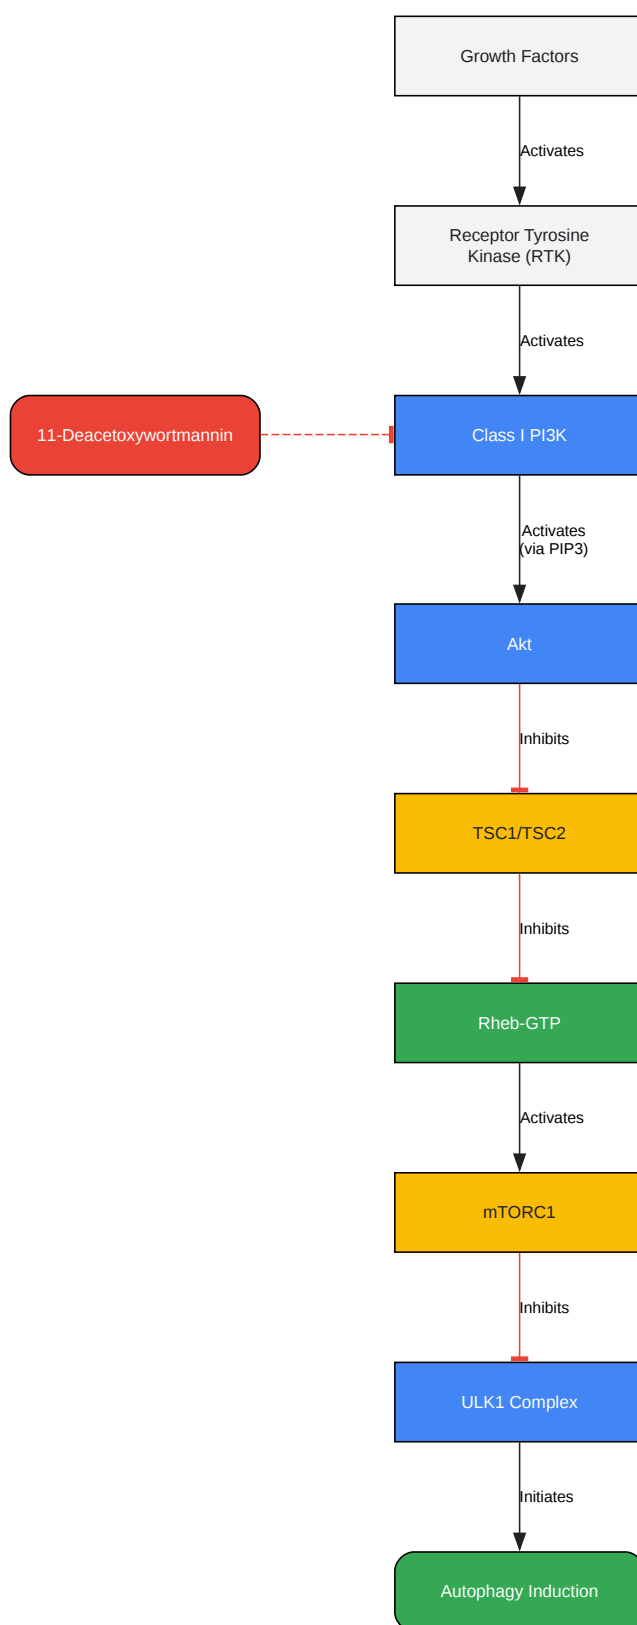 Growth Factors
Activates
Receptor Tyrosine
Kinase (RTK)
Activates
11-Deacetoxywortmannin
Class I PI3K
Activates
(via PIP3)
Akt
Inhibits
TSC1/TSC2
Inhibits
Rheb-GTP
Activates
mTORC1
Inhibits
ULK1 Complex
Initiates
Autophagy Induction